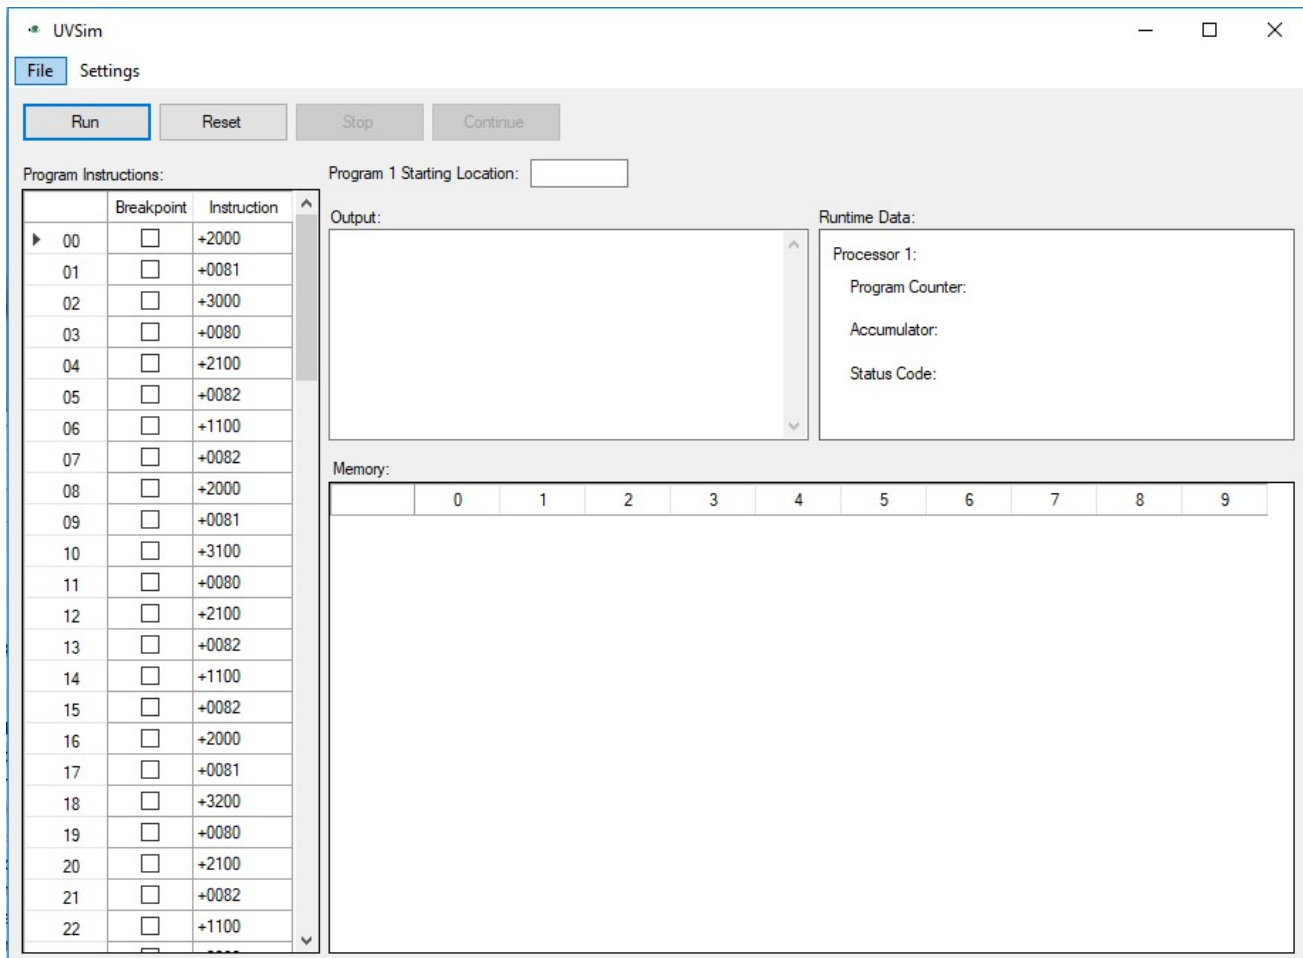 UVSim
File Settings
Run Reset Stop Continue
Program Instructions:
Program 1 Starting Location:
Breakpoint Instruction
00 +2000
01 +0081
02 +3000
03 +0080
04 +2100
05 +0082
06 +1100
07 +0082
08 +2000
09 +0081
10 +3100
11 +0080
12 +2100
13 +0082
14 +1100
15 +0082
16 +2000
17 +0081
18 +3200
19 +0080
20 +2100
21 +0082
22 +1100
Output:
Runtime Data:
Processor 1:
Program Counter:
Accumulator:
Status Code:
Memory:
0 1 2 3 4 5 6 7 8 9